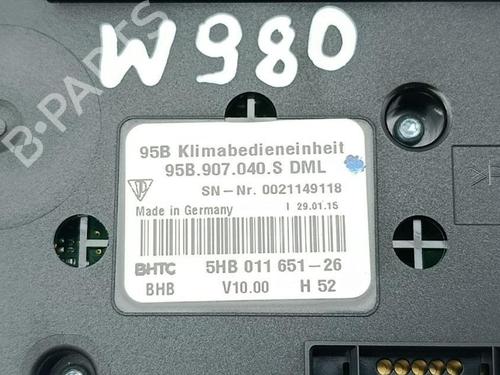 W980
B-PARTS
95B Klimabedieneinheit
95B.907.040.S DML
SN-Nr. 0021149118
Made in Germany I 29.01.15
BHTC 5HB 011 651-26
BHB V10.00 H 52